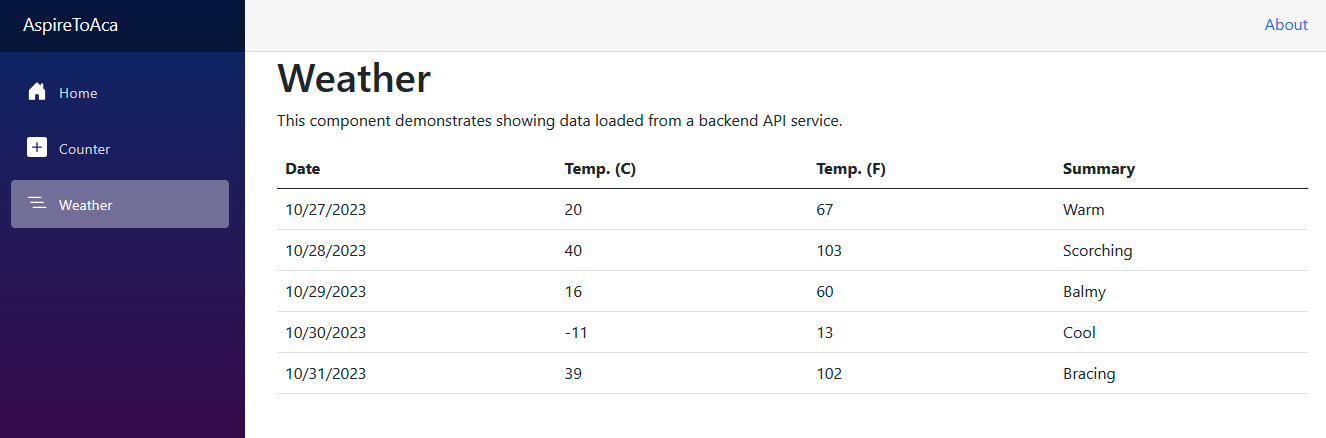 AspireToAca
About
Home
Counter
Weather
Weather
This component demonstrates showing data loaded from a backend API service.
Date Temp. (C) Temp. (F) Summary
10/27/2023 20 67 Warm
10/28/2023 40 103 Scorching
10/29/2023 16 60 Balmy
10/30/2023 -11 13 Cool
10/31/2023 39 102 Bracing